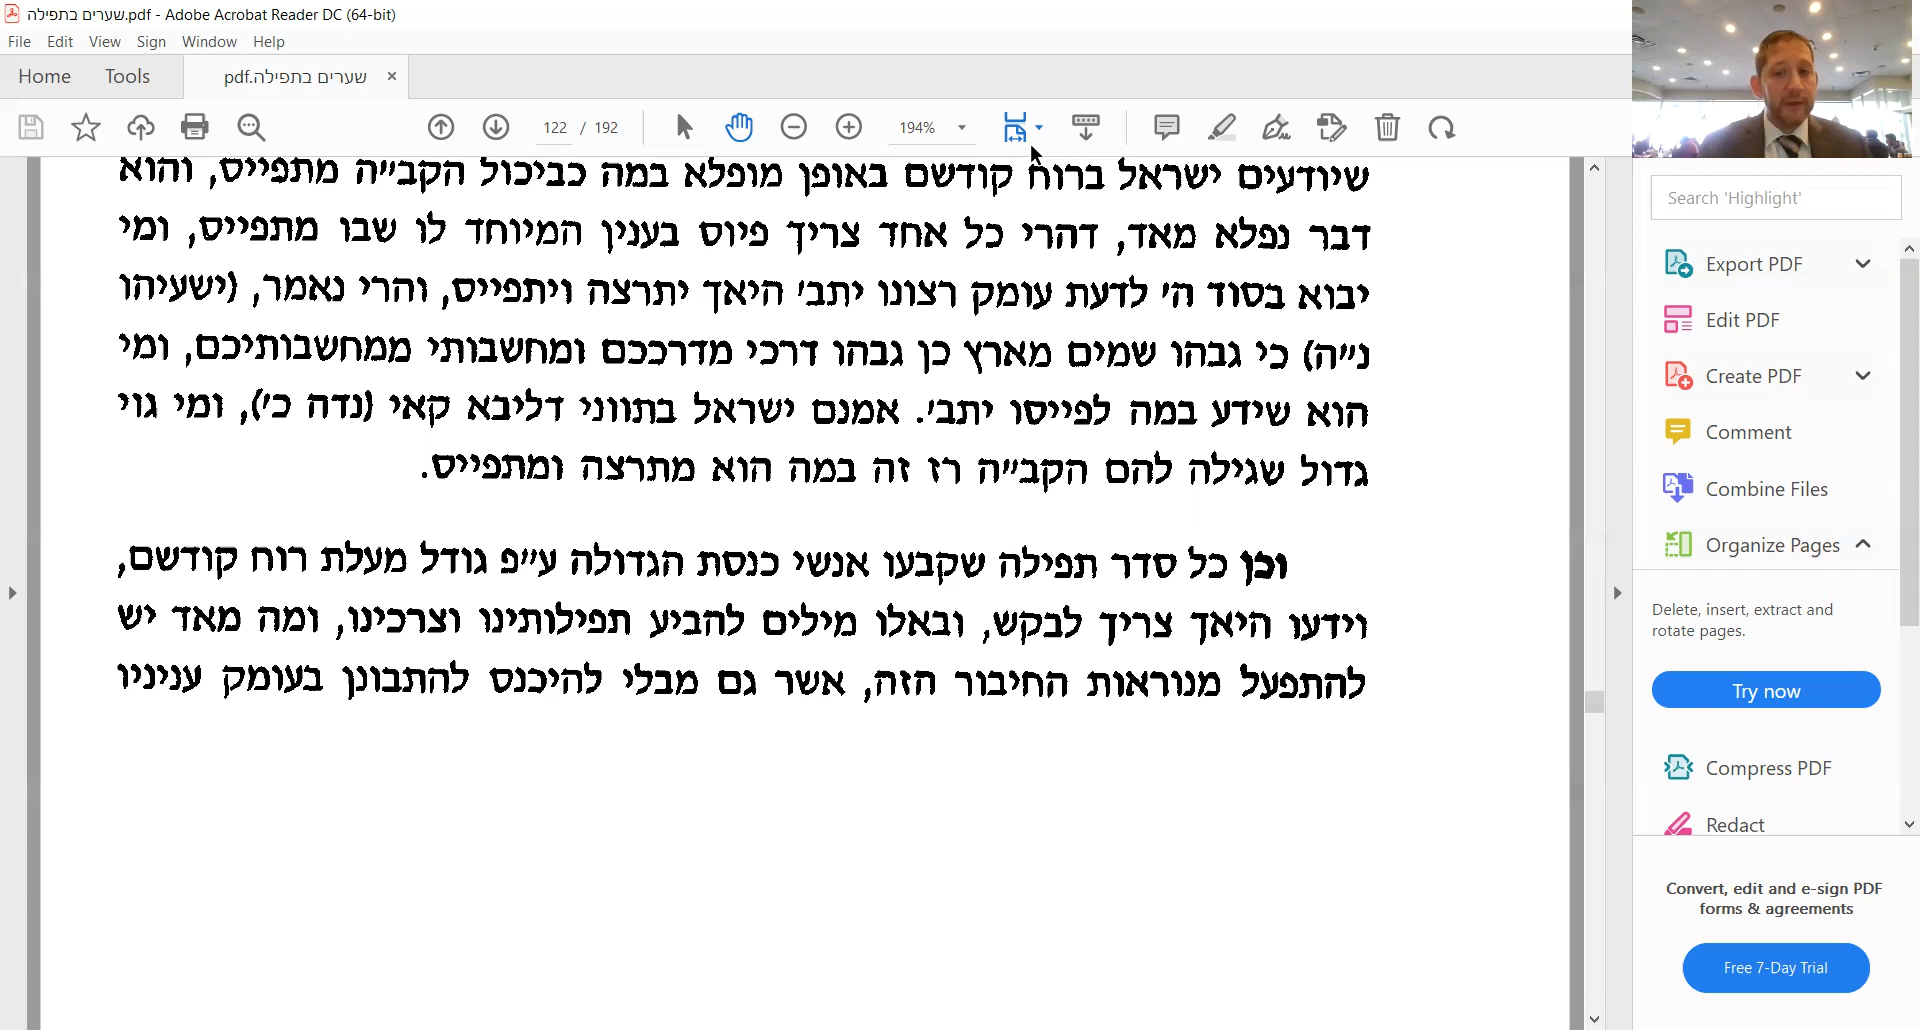 שערים בתפילה.pdf - Adobe Acrobat Reader DC (64-bit)
File Edit View Sign Window Help
Home Tools שערים בתפילה.pdf ×
122 / 192 194%
שיודעים ישראל ברוח קודשם באופן מופלא במה כביכול הקב״ה מתפייס, והוא
דבר נפלא מאד, דהרי כל אחד צריך פיוס בענין המיוחד לו שבו מתפייס, ומי
יבוא בסוד ה׳ לדעת עומק רצונו יתב׳ היאך יתרצה ויתפייס, והרי נאמר, (ישעיהו
נ״ה) כי גבהו שמים מארץ כן גבהו דרכי מדרככם ומחשבותי ממחשבותיכם, ומי
הוא שידע במה לפייסו יתב׳. אמנם ישראל בתווני דליבא קאי (נדה כ׳), ומי גוי
גדול שגילה להם הקב״ה רז זה במה הוא מתרצה ומתפייס.
וכן כל סדר תפילה שקבעו אנשי כנסת הגדולה ע״פ גודל מעלת רוח קודשם,
וידעו היאך צריך לבקש, ובאלו מילים להביע תפילותינו וצרכינו, ומה מאד יש
להתפעל מנוראות החיבור הזה, אשר גם מבלי להיכנס להתבונן בעומק עניניו
Search 'Highlight'
Export PDF
Edit PDF
Create PDF
Comment
Combine Files
Organize Pages
Delete, insert, extract and
rotate pages.
Try now
Compress PDF
Redact
Convert, edit and e-sign PDF
forms & agreements
Free 7-Day Trial